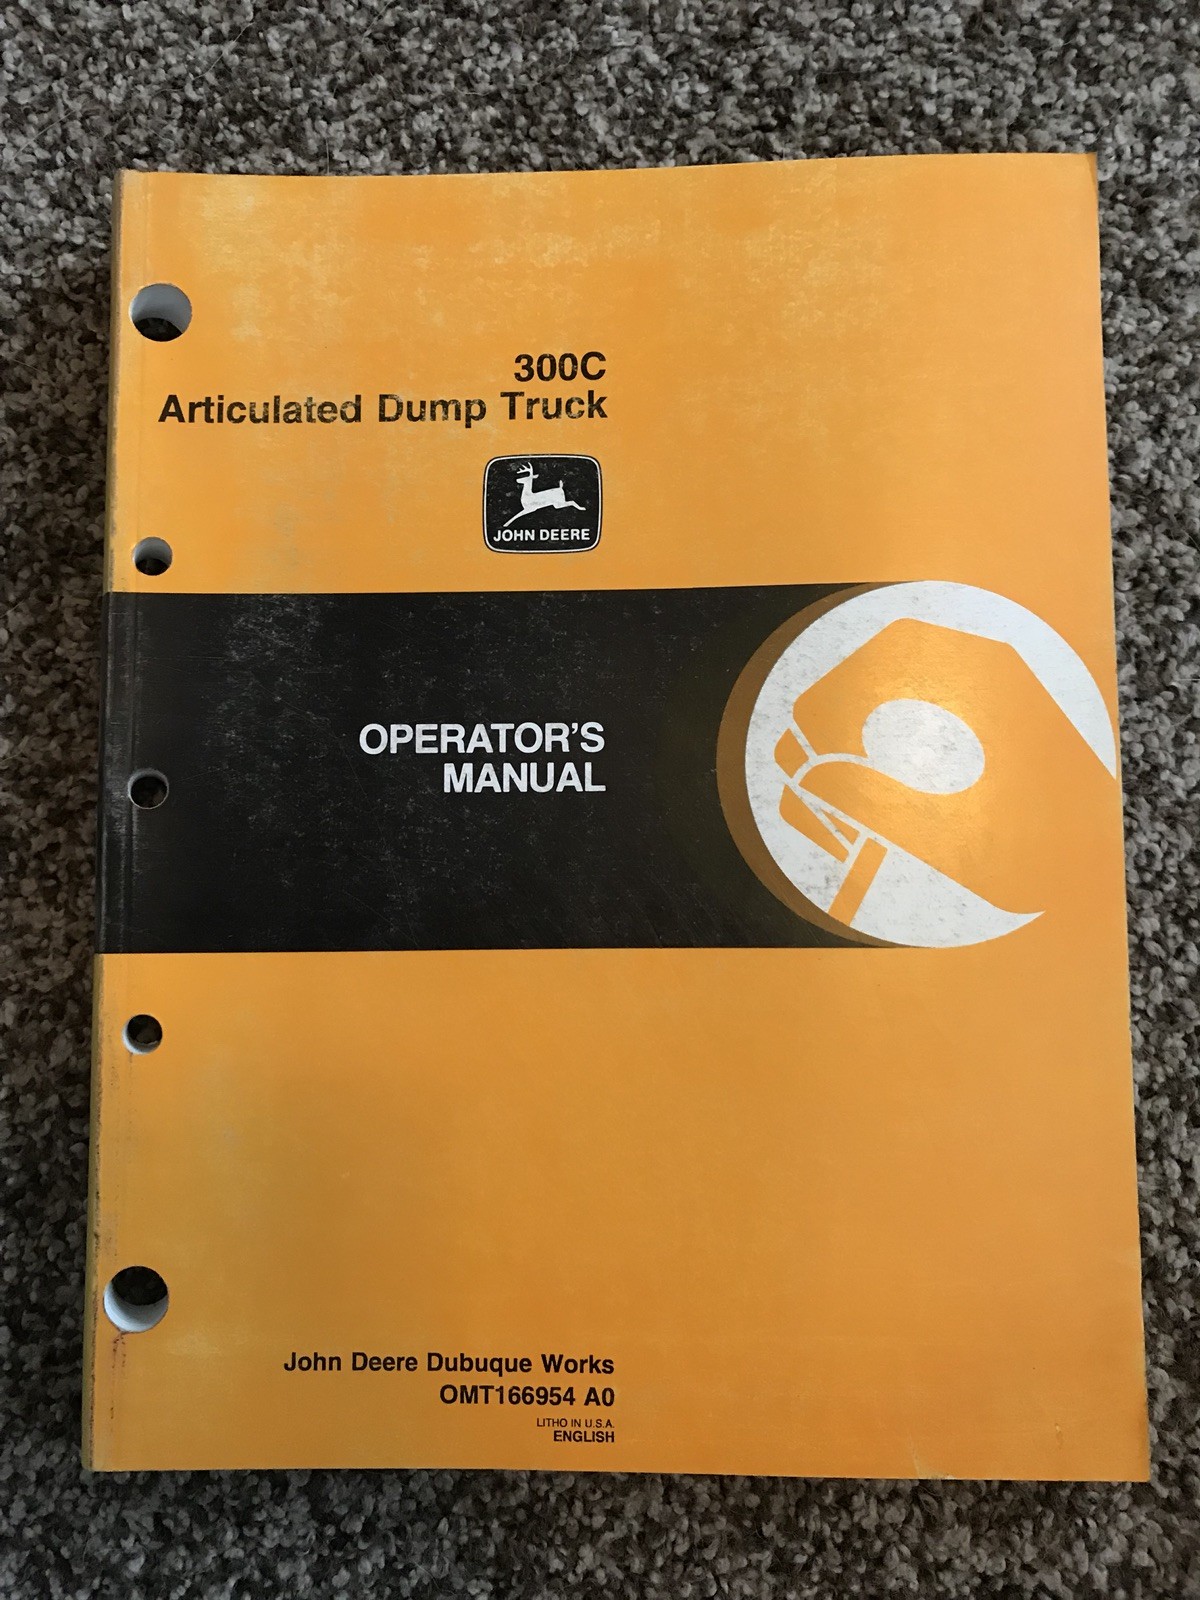 300C
Articulated Dump Truck
JOHN DEERE
OPERATOR'S
MANUAL
John Deere Dubuque Works
OMT166954 A0
LITHO IN U.S.A.
ENGLISH